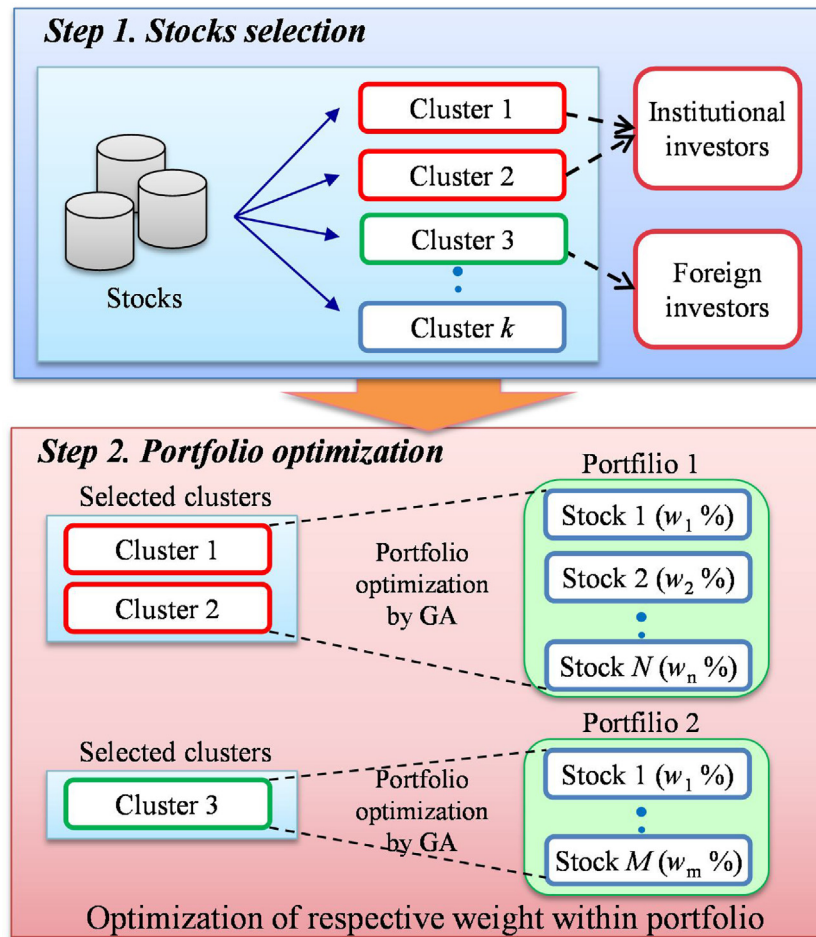 Step 1. Stocks selection
Stocks
Cluster 1
Cluster 2
Cluster 3
Cluster k
Institutional
investors
Foreign
investors
Step 2. Portfolio optimization
Selected clusters
Cluster 1
Cluster 2
Portfolio
optimization
by GA
Portfilio 1
Stock 1 (w1 %)
Stock 2 (w2 %)
Stock N (wn %)
Selected clusters
Cluster 3
Portfolio
optimization
by GA
Portfilio 2
Stock 1 (w1 %)
Stock M (wm %)
Optimization of respective weight within portfolio